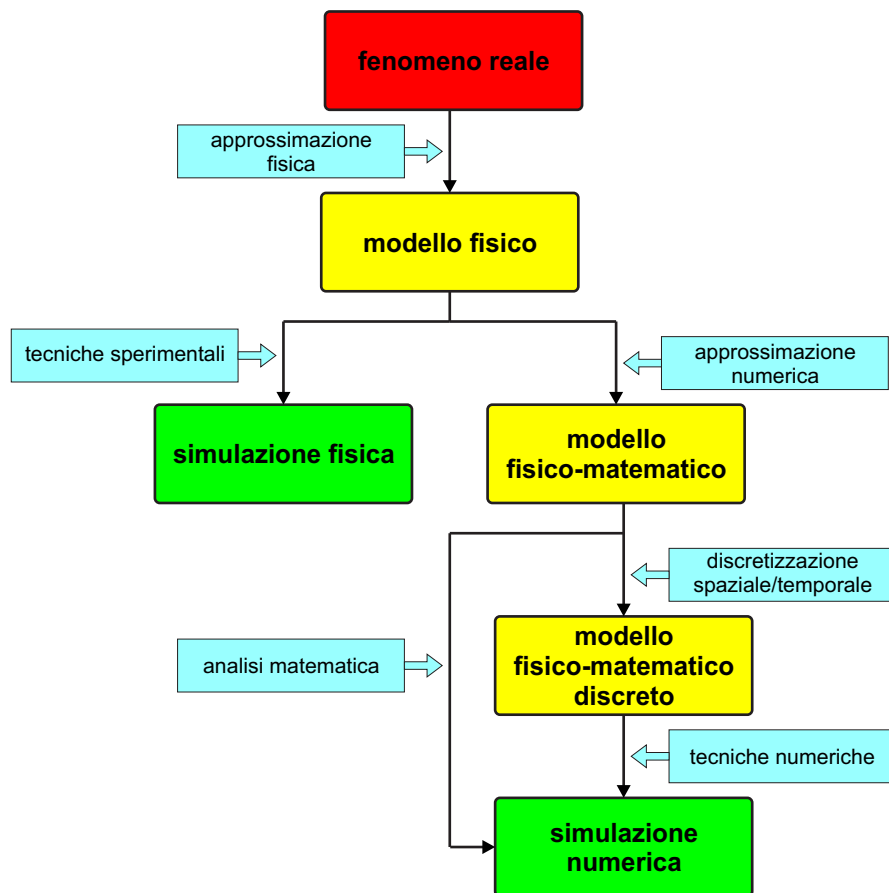 fenomeno reale
approssimazione
fisica
modello fisico
tecniche sperimentali
approssimazione
numerica
simulazione fisica
modello
fisico-matematico
discretizzazione
spaziale/temporale
analisi matematica
modello
fisico-matematico
discreto
tecniche numeriche
simulazione
numerica